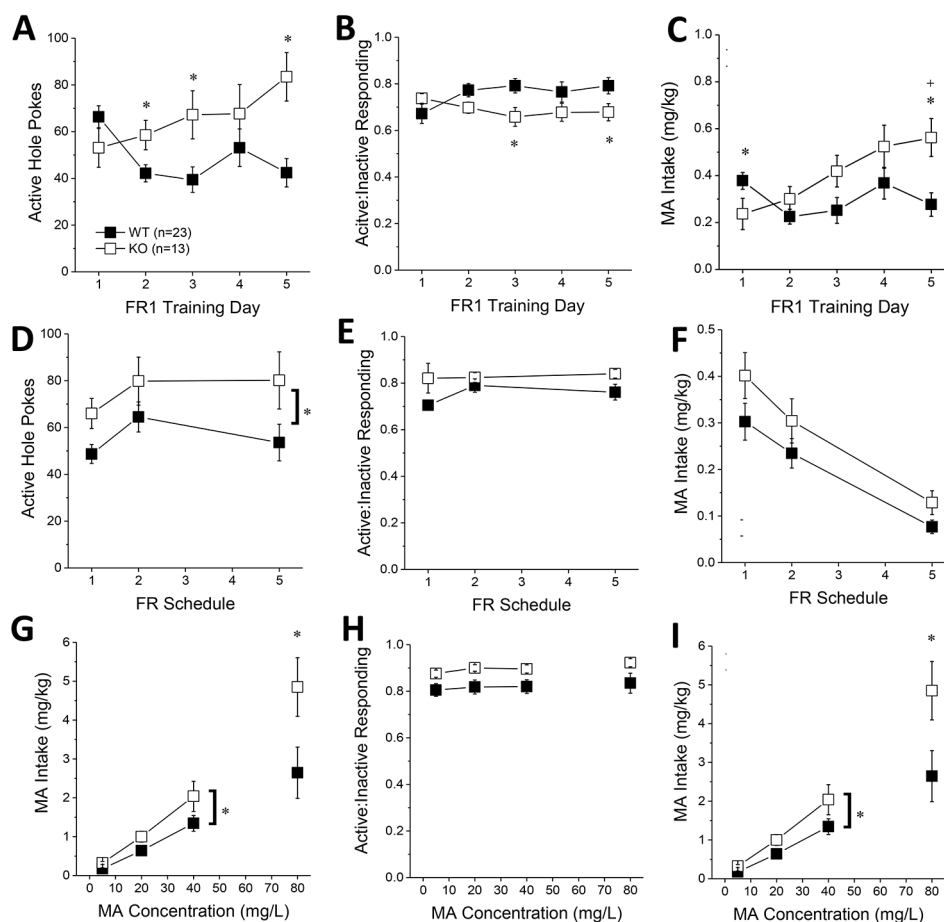 A
B
C
100
80
60
40
20
0
Active Hole Pokes
*
*
*
WT (n=23)
KO (n=13)
1 2 3 4 5
FR1 Training Day
1.0
0.8
0.6
0.4
0.2
0.0
Acitve:Inactive Responding
*
*
1 2 3 4 5
FR1 Training Day
1.0
0.8
0.6
0.4
0.2
0.0
MA Intake (mg/kg)
*
+
*
1 2 3 4 5
FR1 Training Day
D
E
F
100
80
60
40
20
0
Active Hole Pokes
*
1 2 3 4 5
FR Schedule
1.0
0.8
0.6
0.4
0.2
0.0
Active:Inactive Responding
1 2 3 4 5
FR Schedule
0.5
0.4
0.3
0.2
0.1
0.0
MA Intake (mg/kg)
1 2 3 4 5
FR Schedule
G
H
I
6
5
4
3
2
1
0
MA Intake (mg/kg)
*
*
0 10 20 30 40 50 60 70 80
MA Concentration (mg/L)
1.0
0.8
0.6
0.4
0.2
0.0
Active:Inactive Responding
0 10 20 30 40 50 60 70 80
MA Concentration (mg/L)
6
5
4
3
2
1
0
MA Intake (mg/kg)
*
*
0 10 20 30 40 50 60 70 80
MA Concentration (mg/L)